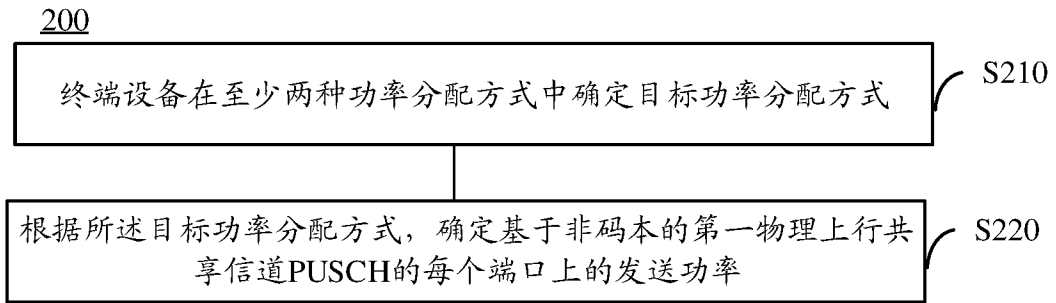 200
终端设备在至少两种功率分配方式中确定目标功率分配方式
S210
根据所述目标功率分配方式，确定基于非码本的第一物理上行共
享信道PUSCH的每个端口上的发送功率
S220